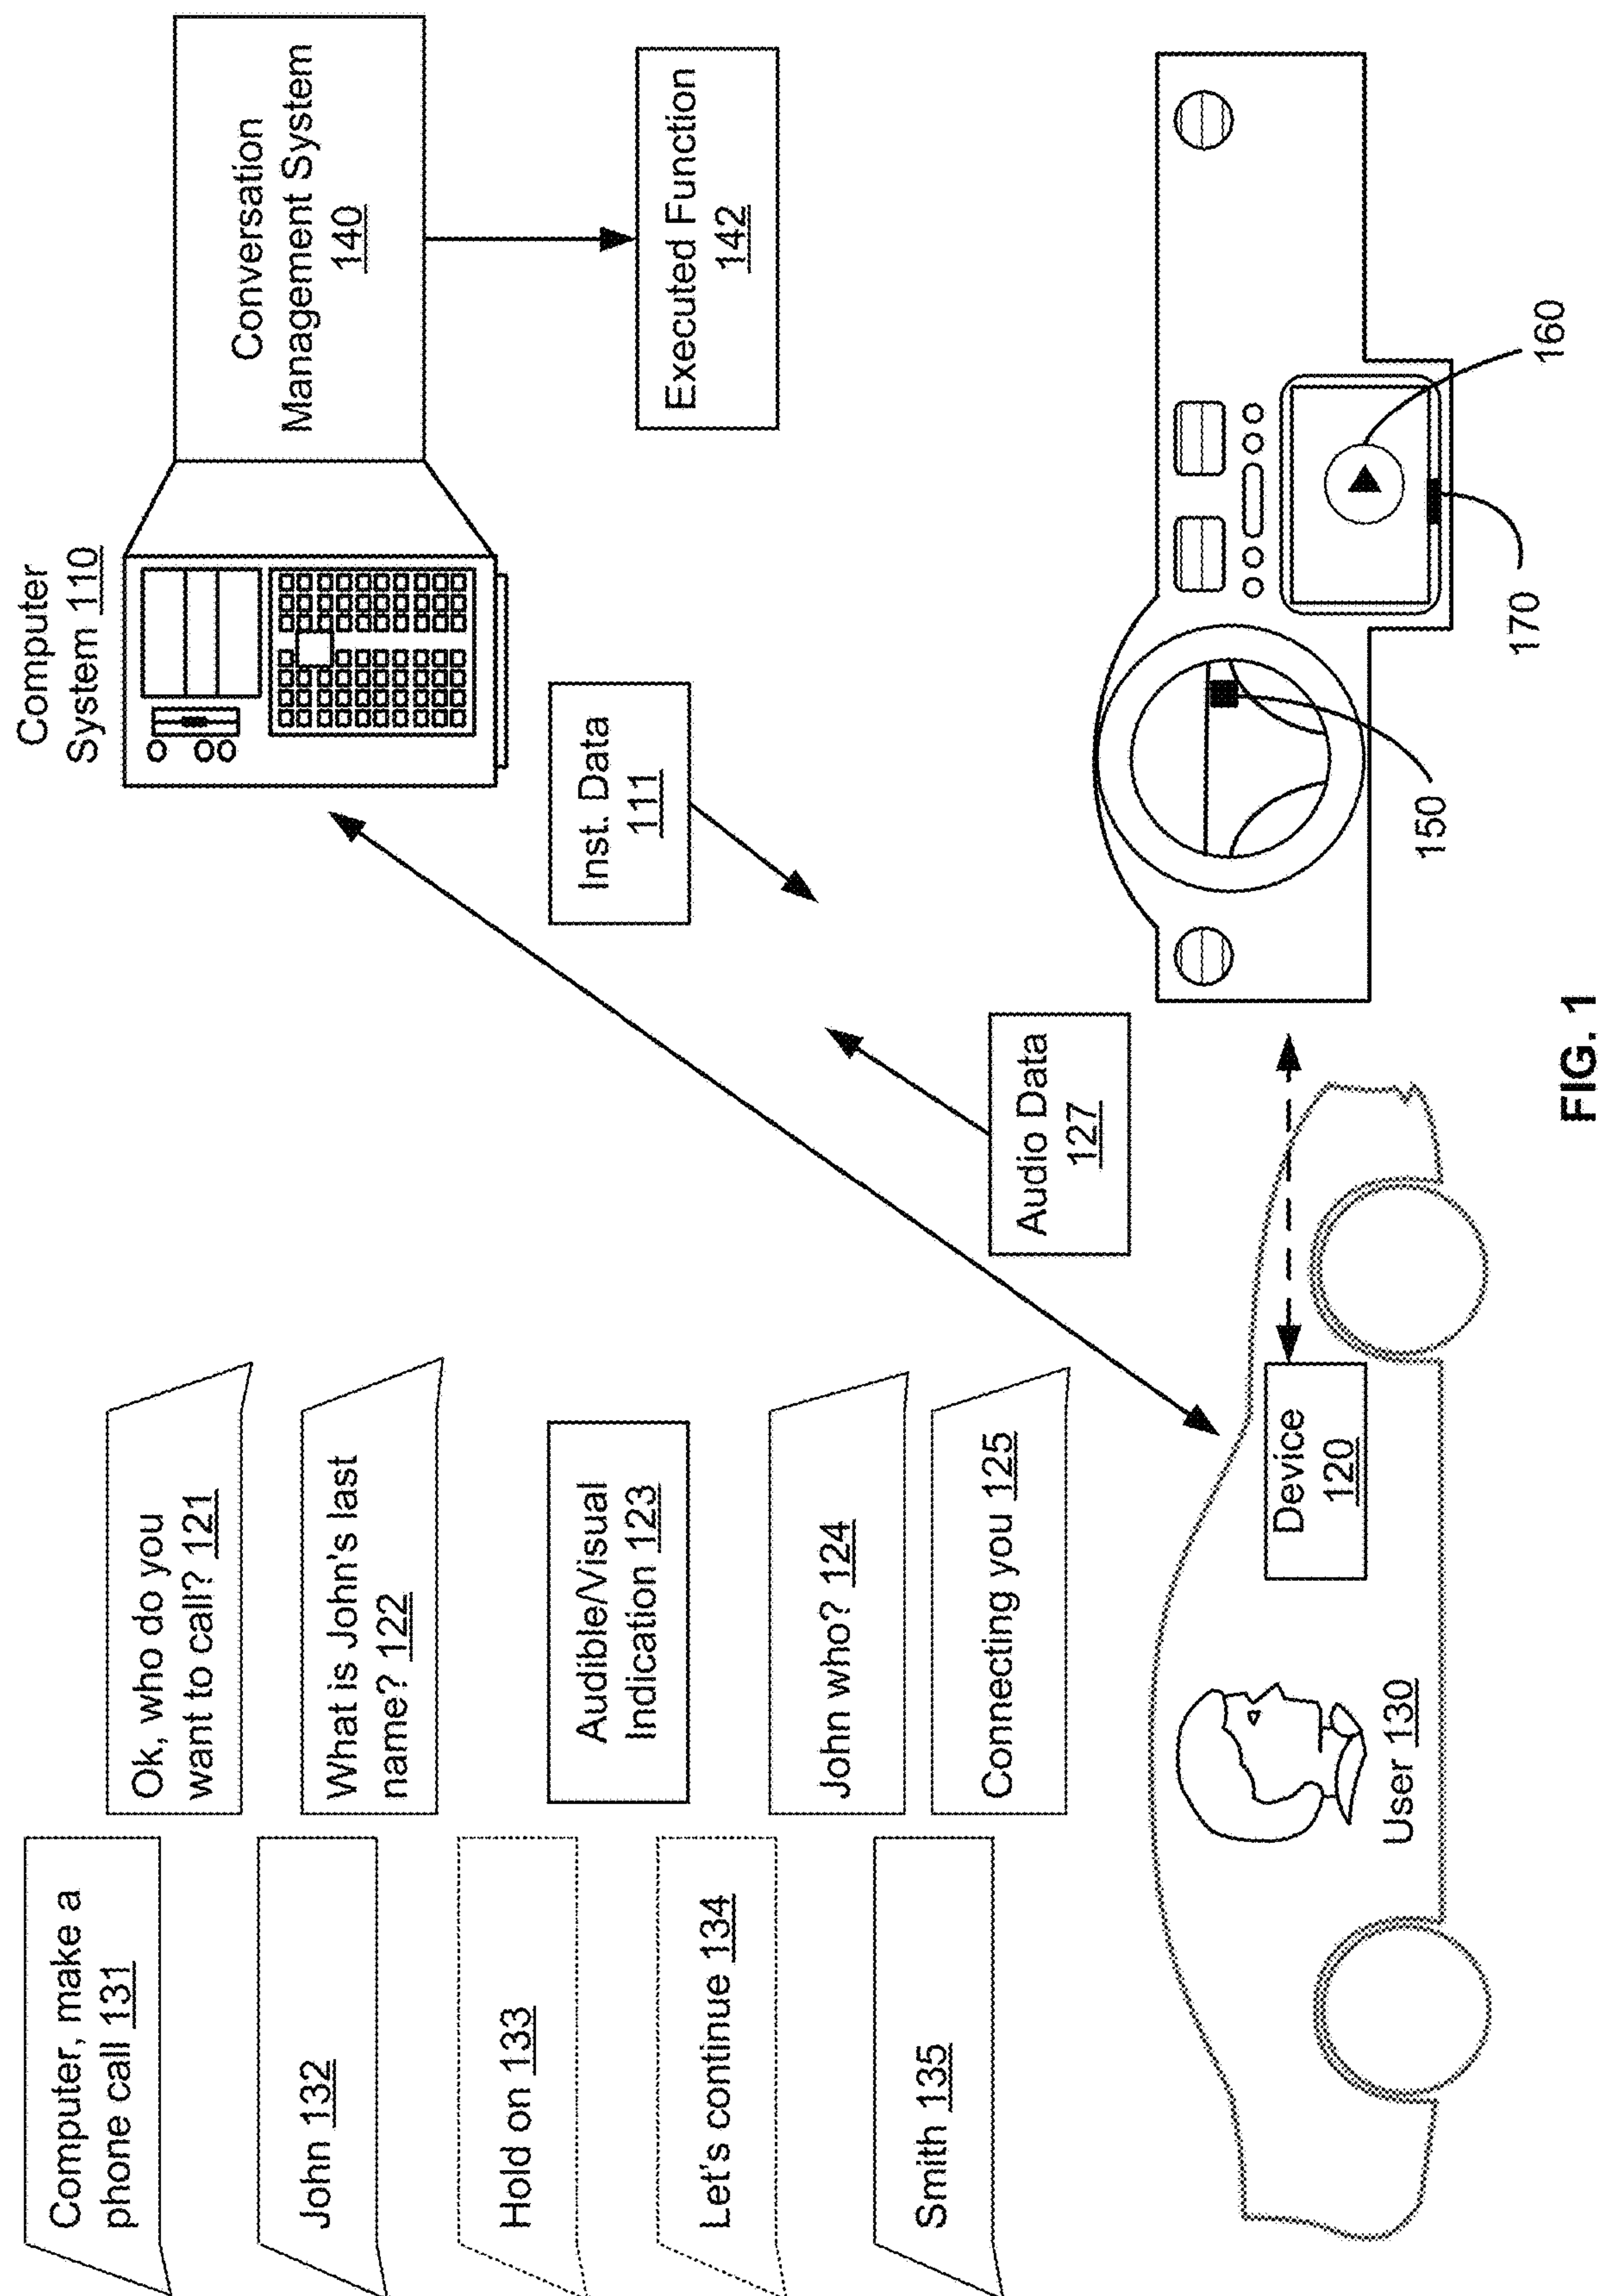 Computer, make a
phone call 131
Ok, who do you
want to call? 121
John 132
What is John's last
name? 122
Hold on 133
Audible/Visual
Indication 123
Let's continue 134
John who? 124
Smith 135
Connecting you 125
Computer
System 110
Conversation
Management System
140
Executed Function
142
Inst. Data
111
Audio Data
127
Device
120
User 130
150
170
160
FIG. 1